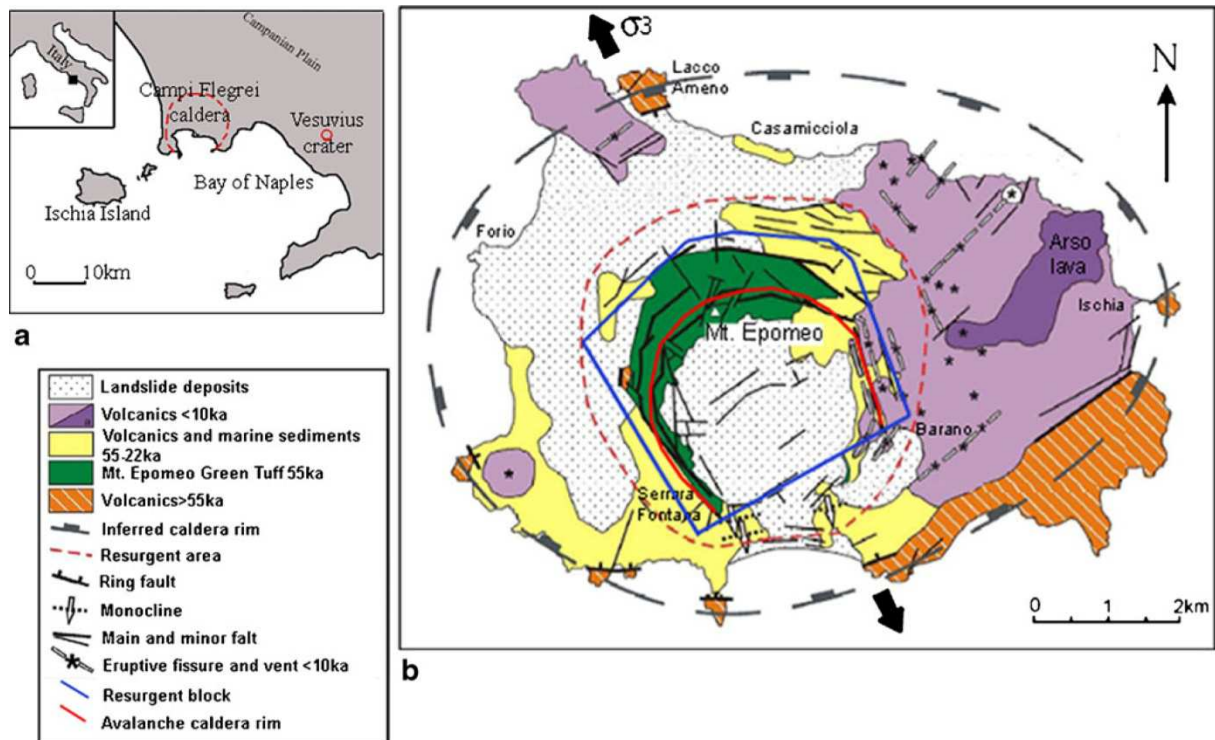 Italy
Campanian Plain
Campi Flegrei
caldera
Vesuvius
crater
Bay of Naples
Ischia Island
0 10km
a
Landslide deposits
a
Volcanics <10ka
Volcanics and marine sediments
55-22ka
Mt. Epomeo Green Tuff 55ka
Volcanics>55ka
Inferred caldera rim
Resurgent area
Ring fault
Monocline
Main and minor falt
Eruptive fissure and vent <10ka
Resurgent block
Avalanche caldera rim
σ3
Lacco
Ameno
N
Casamicciola
Forio
Arso
lava
Ischia
Mt. Epomeo
Barano
Serrara
Fontana
0 1 2km
b